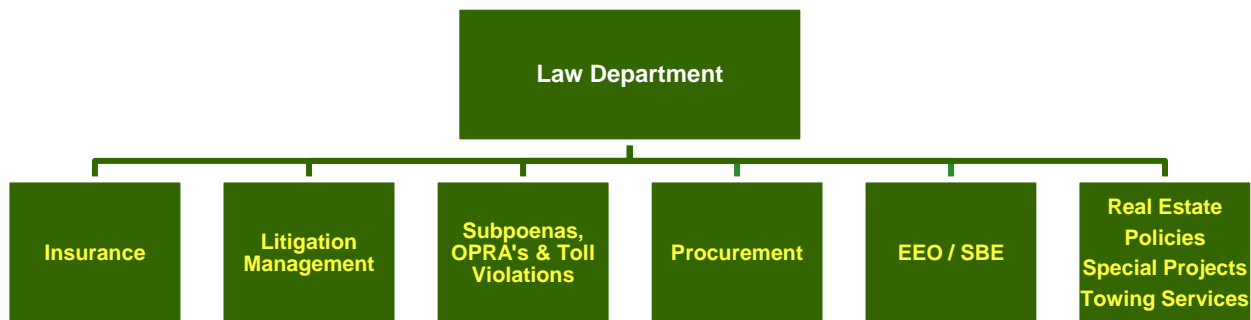 Law Department
Insurance
Litigation
Management
Subpoenas,
OPRA's & Toll
Violations
Procurement
EEO / SBE
Real Estate
Policies
Special Projects
Towing Services